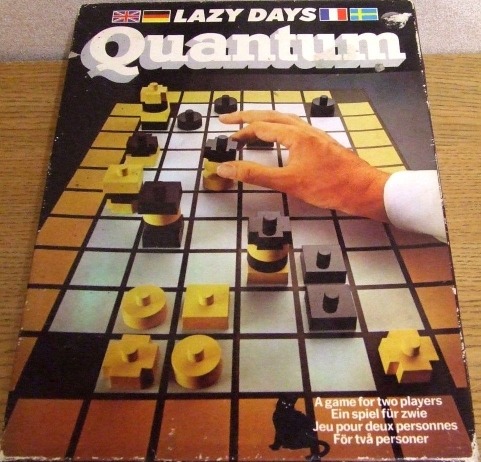 LAZY DAYS
Quantum
A game for two players
Ein spiel für zwie
Jeu pour deux personnes
För två personer